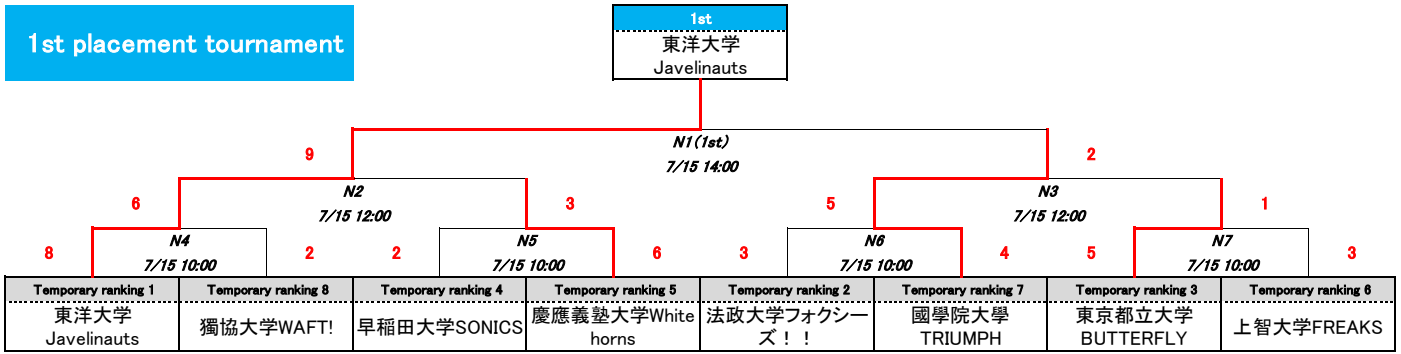 1st placement tournament
1st
東洋大学
Javelinauts
N1(1st)
9
2
7/15 14:00
N2
N3
6
3
5
1
7/15 12:00
7/15 12:00
N4
N5
N6
N7
8
2
2
6
3
4
5
3
7/15 10:00
7/15 10:00
7/15 10:00
7/15 10:00
Temporary ranking 1
Temporary ranking 8
Temporary ranking 4
Temporary ranking 5
Temporary ranking 2
Temporary ranking 7
Temporary ranking 3
Temporary ranking 6
東洋大学
Javelinauts
獨協大学WAFT!
早稲田大学SONICS
慶應義塾大学White
horns
法政大学フォクシー
ズ！！
國學院大學
TRIUMPH
東京都立大学
BUTTERFLY
上智大学FREAKS